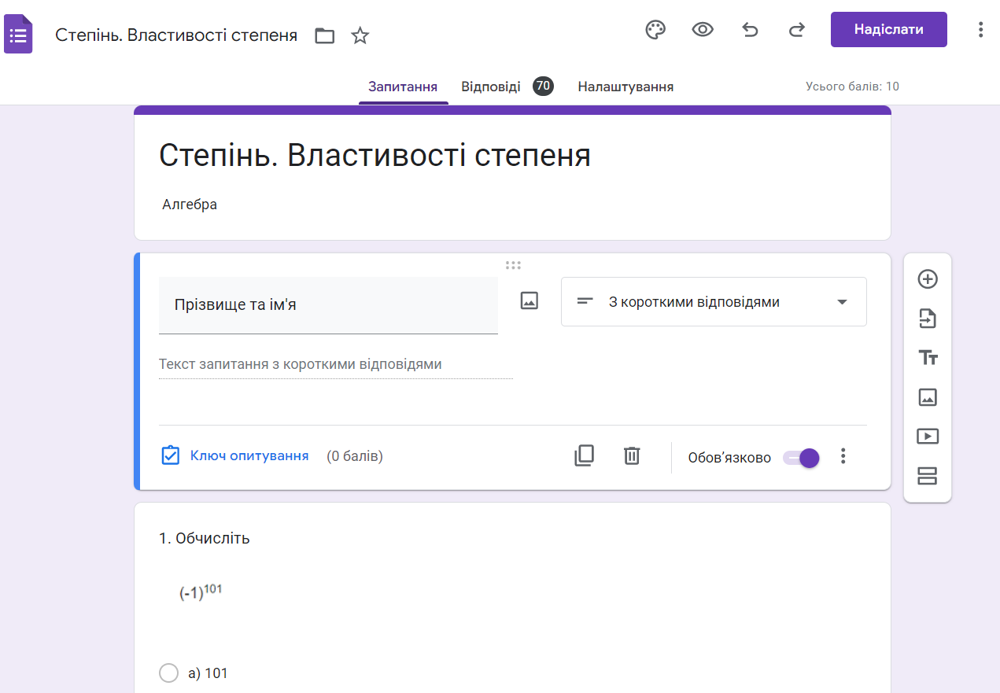 Степінь. Властивості степеня
Надіслати
Запитання Відповіді 70 Налаштування Усього балів: 10
Степінь. Властивості степеня
Алгебра
Прізвище та ім'я
З короткими відповідями
Текст запитання з короткими відповідями
Ключ опитування (0 балів) Обов’язково
1. Обчисліть
(-1)¹⁰¹
а) 101